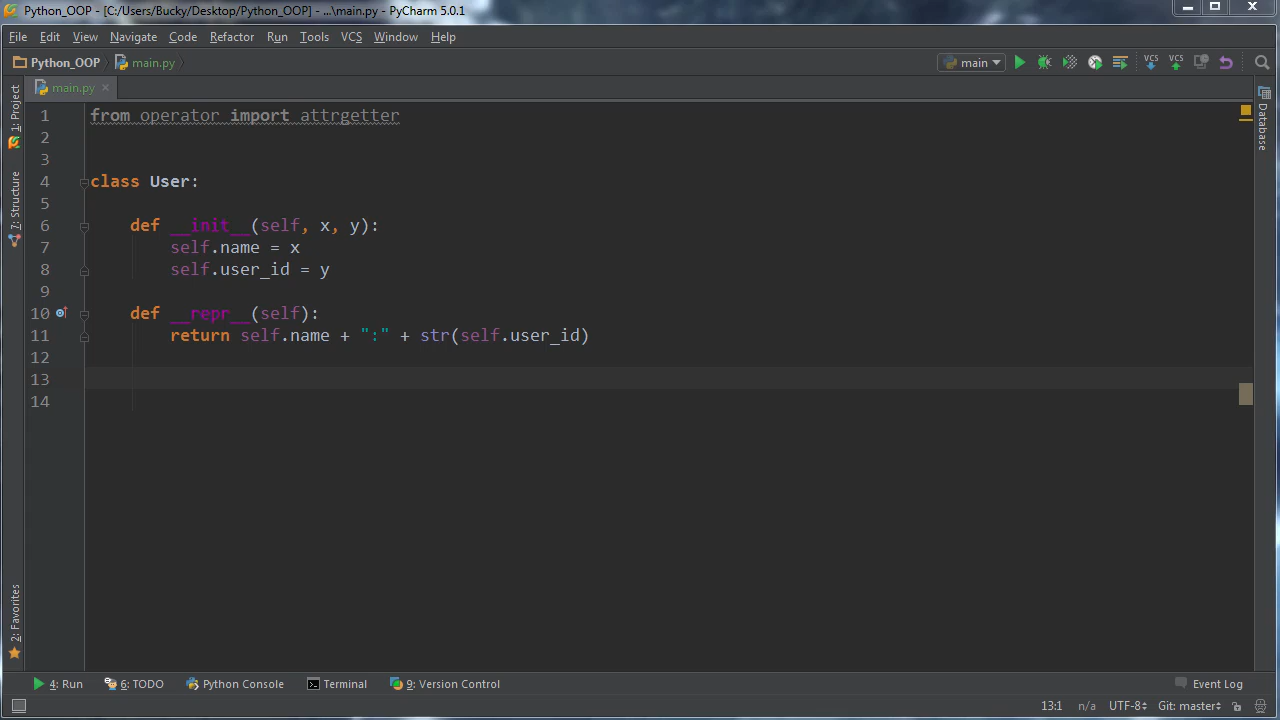 Python_OOP - [C:/Users/Bucky/Desktop/Python_OOP] - ...\main.py - PyCharm 5.0.1
File Edit View Navigate Code Refactor Run Tools VCS Window Help
Python_OOP main.py main VCS VCS
1: Project
7: Structure
2: Favorites
main.py
Database
1 from operator import attrgetter
2
3
4 class User:
5
6 def __init__(self, x, y):
7 self.name = x
8 self.user_id = y
9
10 def __repr__(self):
11 return self.name + ":" + str(self.user_id)
12
13
14
4: Run 6: TODO Python Console Terminal 9: Version Control Event Log
13:1 n/a UTF-8 Git: master